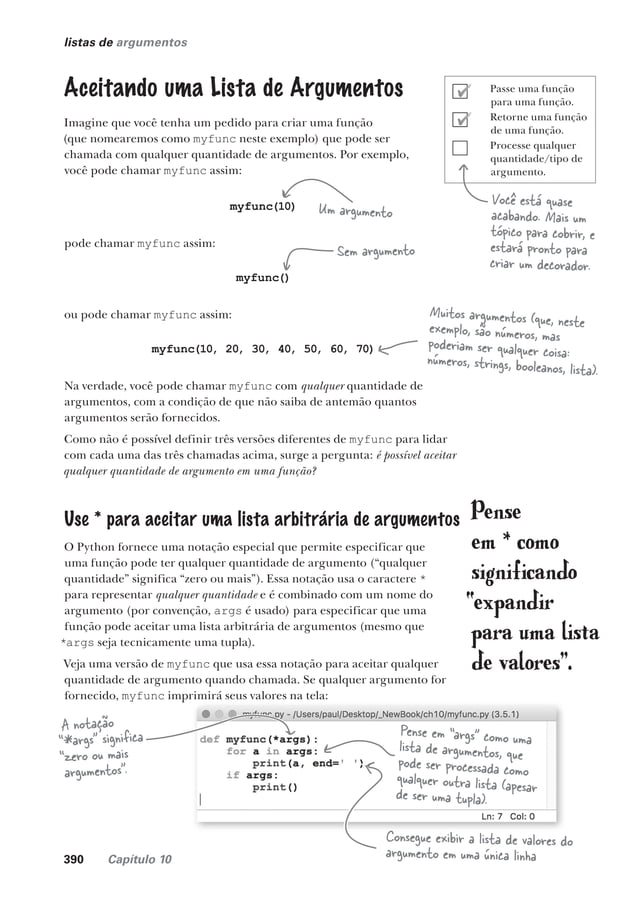 listas de argumentos
Aceitando uma Lista de Argumentos
Imagine que você tenha um pedido para criar uma função
(que nomearemos como myfunc neste exemplo) que pode ser
chamada com qualquer quantidade de argumentos. Por exemplo,
você pode chamar myfunc assim:
Passe uma função
para uma função.
Retorne uma função
de uma função.
Processe qualquer
quantidade/tipo de
argumento.
Você está quase
acabando. Mais um
tópico para cobrir, e
estará pronto para
criar um decorador.
myfunc(10)
Um argumento
pode chamar myfunc assim:
Sem argumento
myfunc()
ou pode chamar myfunc assim:
myfunc(10, 20, 30, 40, 50, 60, 70)
Muitos argumentos (que, neste
exemplo, são números, mas
poderiam ser qualquer coisa:
números, strings, booleanos, lista).
Na verdade, você pode chamar myfunc com qualquer quantidade de
argumentos, com a condição de que não saiba de antemão quantos
argumentos serão fornecidos.
Como não é possível definir três versões diferentes de myfunc para lidar
com cada uma das três chamadas acima, surge a pergunta: é possível aceitar
qualquer quantidade de argumento em uma função?
Use * para aceitar uma lista arbitrária de argumentos
O Python fornece uma notação especial que permite especificar que
uma função pode ter qualquer quantidade de argumento (“qualquer
quantidade” significa “zero ou mais”). Essa notação usa o caractere *
para representar qualquer quantidade e é combinado com um nome do
argumento (por convenção, args é usado) para especificar que uma
função pode aceitar uma lista arbitrária de argumentos (mesmo que
*args seja tecnicamente uma tupla).
Pense
em * como
significando
“expandir
para uma lista
de valores”.
Veja uma versão de myfunc que usa essa notação para aceitar qualquer
quantidade de argumento quando chamada. Se qualquer argumento for
fornecido, myfunc imprimirá seus valores na tela:
A notação
“*args” significa
“zero ou mais
argumentos”.
myfunc.py - /Users/paul/Desktop/_NewBook/ch10/myfunc.py (3.5.1)
def myfunc(*args):
for a in args:
print(a, end=' ')
if args:
print()
Ln: 7 Col: 0
Pense em “args” como uma
lista de argumentos, que
pode ser processada como
qualquer outra lista (apesar
de ser uma tupla).
Consegue exibir a lista de valores do
argumento em uma única linha
390 Capítulo 10